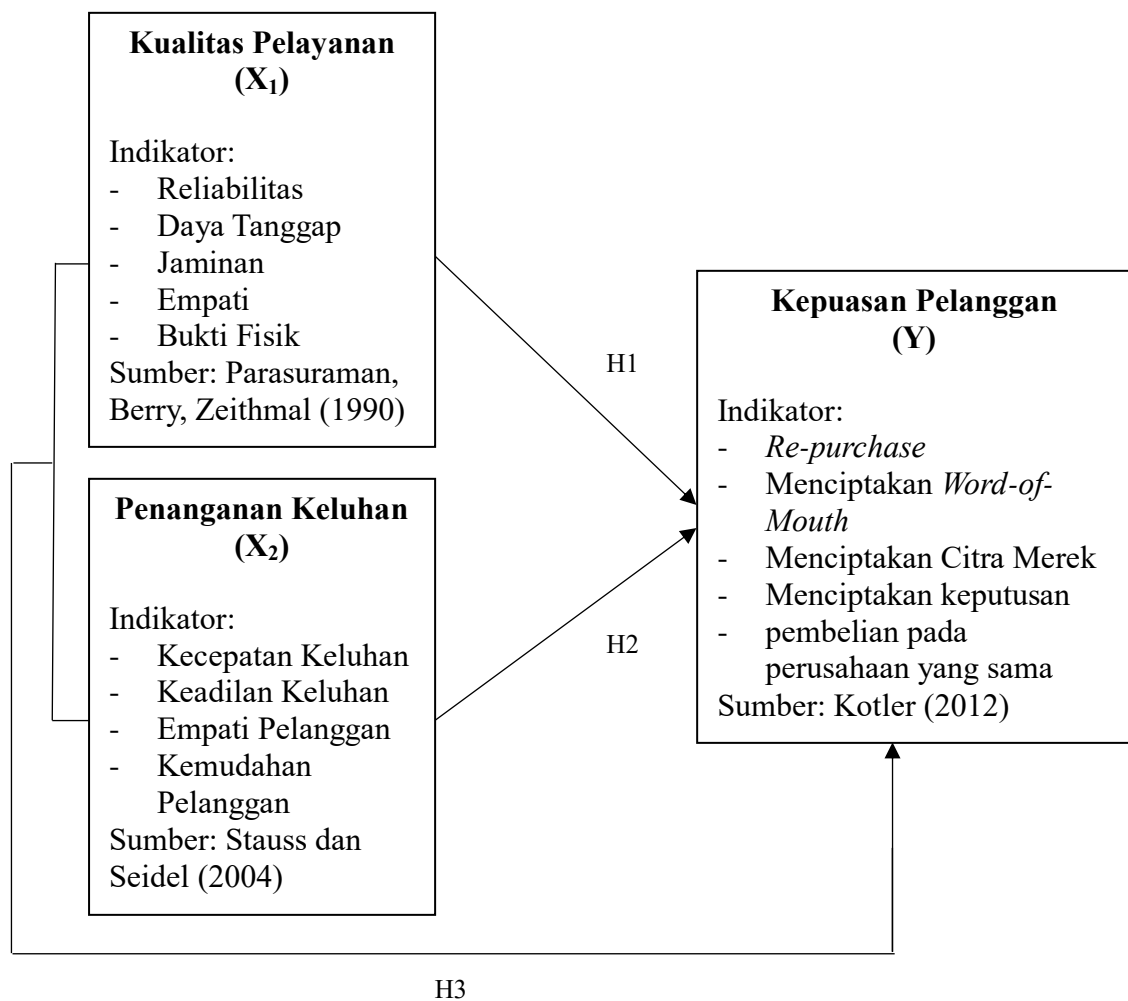 Kualitas Pelayanan
(X₁)
Indikator:
- Reliabilitas
- Daya Tanggap
- Jaminan
- Empati
- Bukti Fisik
Sumber: Parasuraman,
Berry, Zeithmal (1990)
Penanganan Keluhan
(X₂)
Indikator:
- Kecepatan Keluhan
- Keadilan Keluhan
- Empati Pelanggan
- Kemudahan
Pelanggan
Sumber: Stauss dan
Seidel (2004)
H1
H2
Kepuasan Pelanggan
(Y)
Indikator:
- Re-purchase
- Menciptakan Word-of-
Mouth
- Menciptakan Citra Merek
- Menciptakan keputusan
- pembelian pada
perusahaan yang sama
Sumber: Kotler (2012)
H3